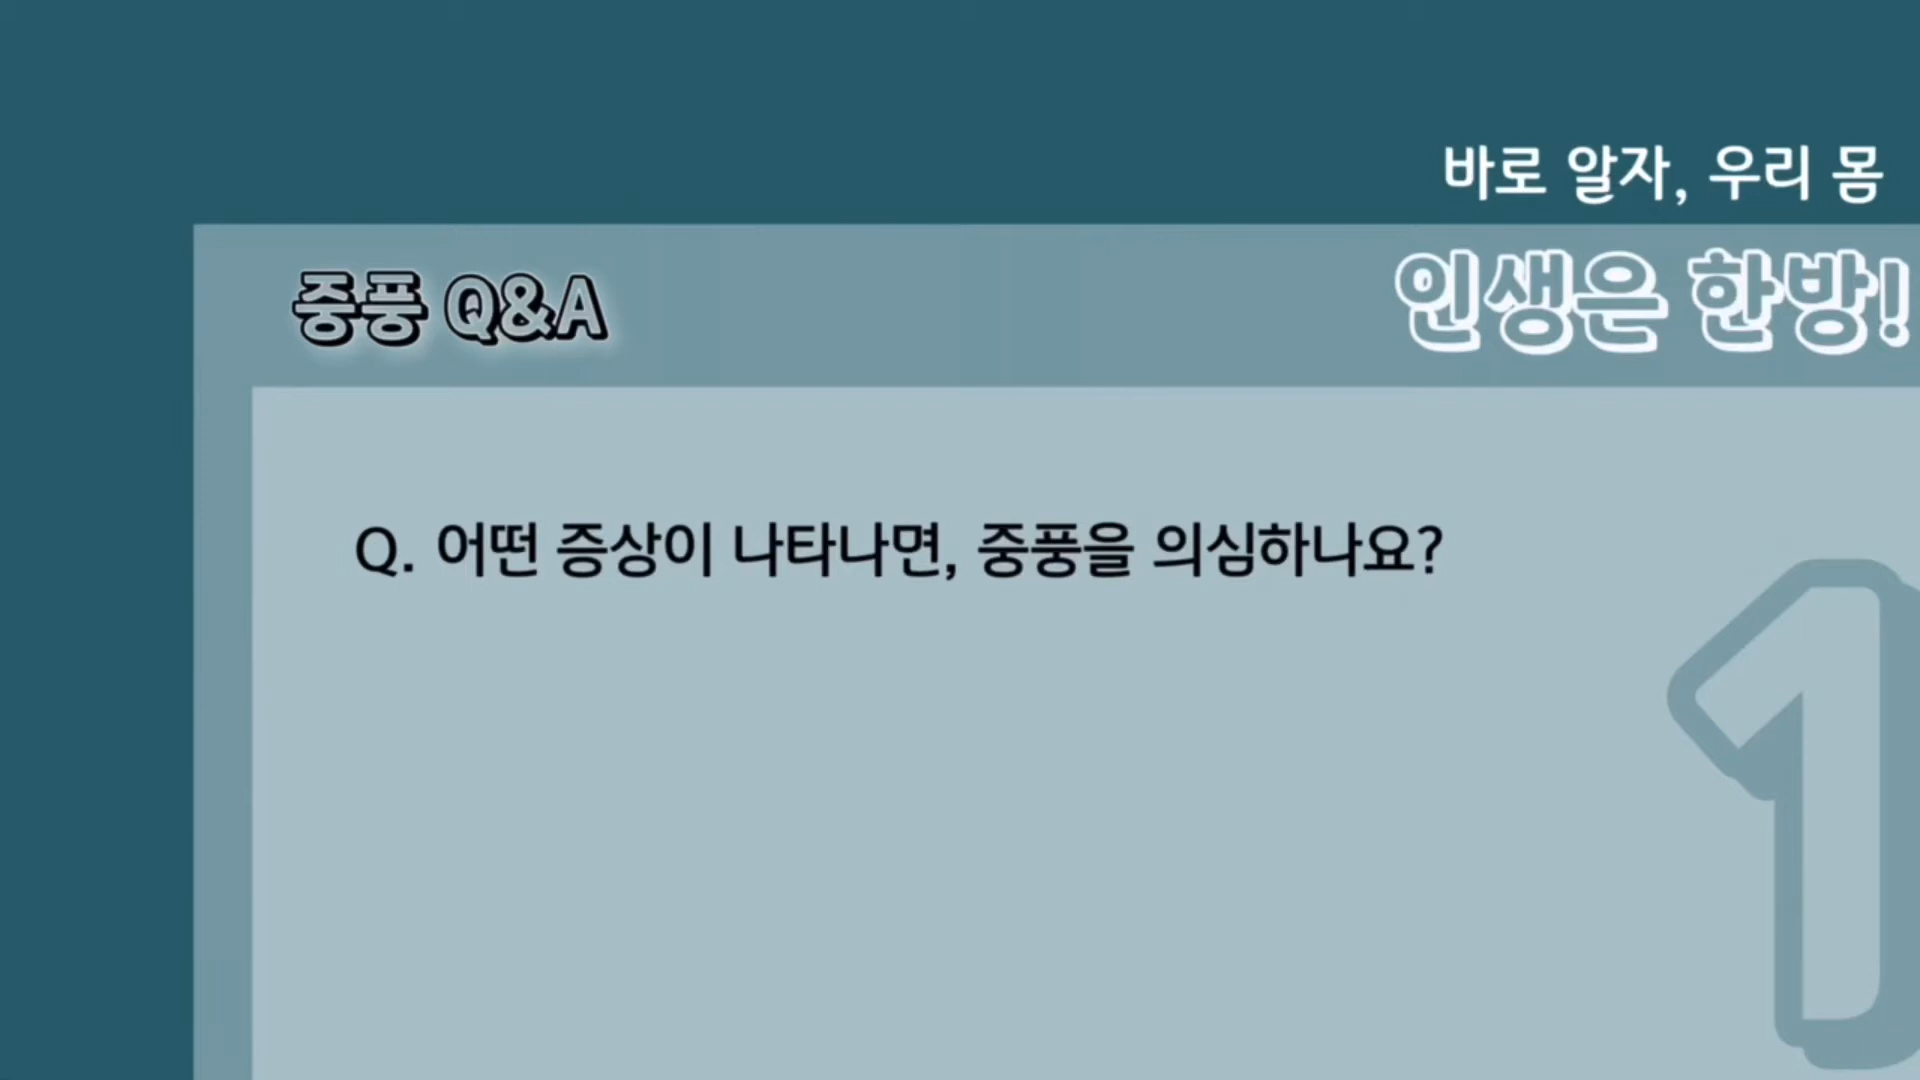 바로 알자, 우리 몸
중풍 Q&A
인생은 한방!
Q. 어떤 증상이 나타나면, 중풍을 의심하나요?
1